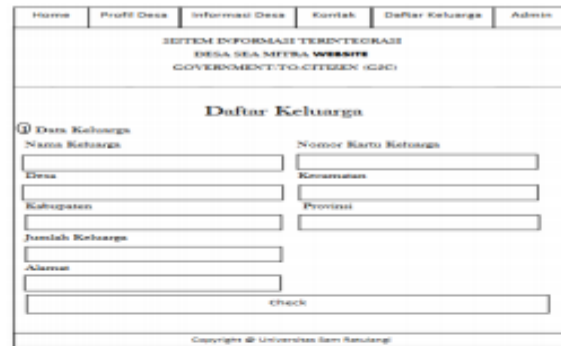 Home Profil Desa Informasi Desa Kontak Daftar Keluarga Admin
SISTEM INFORMASI TERINTEGRASI
DESA SEA MITRA WEBSITE
GOVERNMENT-TO-CITIZEN (G2C)
Daftar Keluarga
1 Data Keluarga
Nama Keluarga Nomor Kartu Keluarga
Desa Kecamatan
Kabupaten Provinsi
Jumlah Keluarga
Alamat
Check
Copyright @ Universitas Sam Ratulangi